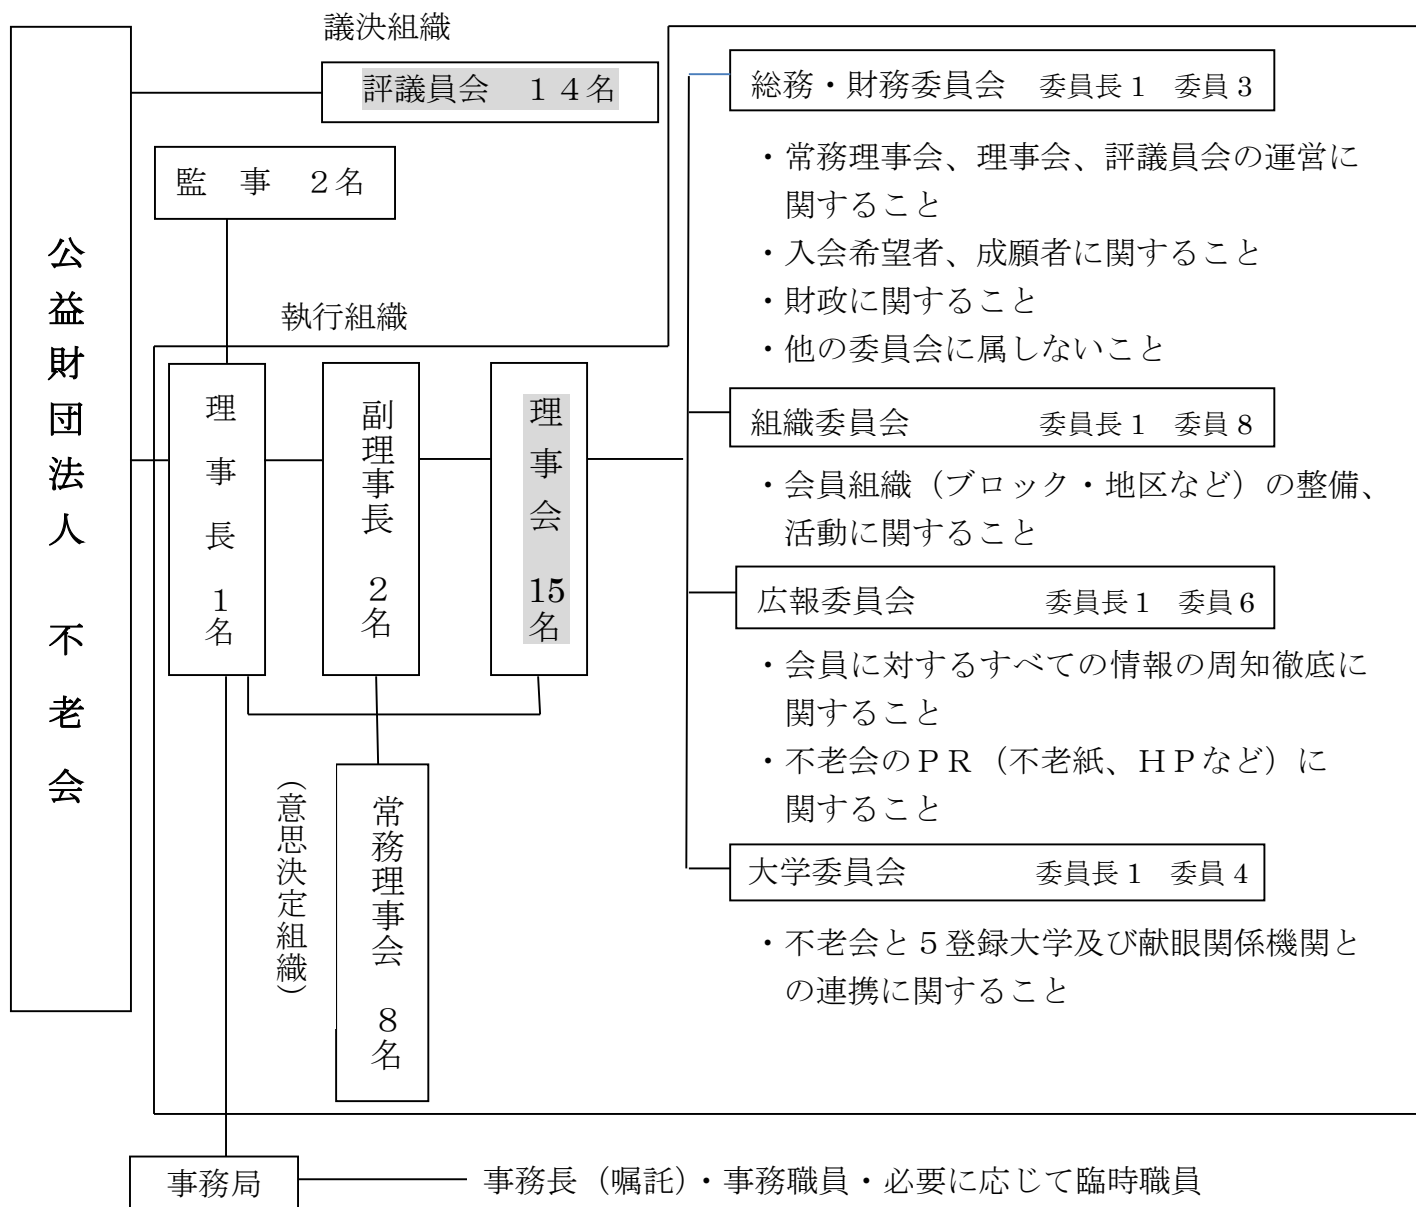 公益財団法人 不老会
議決組織
評議員会 １４名
監 事 ２名
執行組織
理事長 １名
副理事長 ２名
理事会 15名
（意思決定組織）
常務理事会 ８名
総務・財務委員会 委員長１ 委員３
・常務理事会、理事会、評議員会の運営に
関すること
・入会希望者、成願者に関すること
・財政に関すること
・他の委員会に属しないこと
組織委員会 委員長１ 委員８
・会員組織（ブロック・地区など）の整備、
活動に関すること
広報委員会 委員長１ 委員６
・会員に対するすべての情報の周知徹底に
関すること
・不老会のＰＲ（不老紙、ＨＰなど）に
関すること
大学委員会 委員長１ 委員４
・不老会と５登録大学及び献眼関係機関と
の連携に関すること
事務局
事務長（嘱託）・事務職員・必要に応じて臨時職員